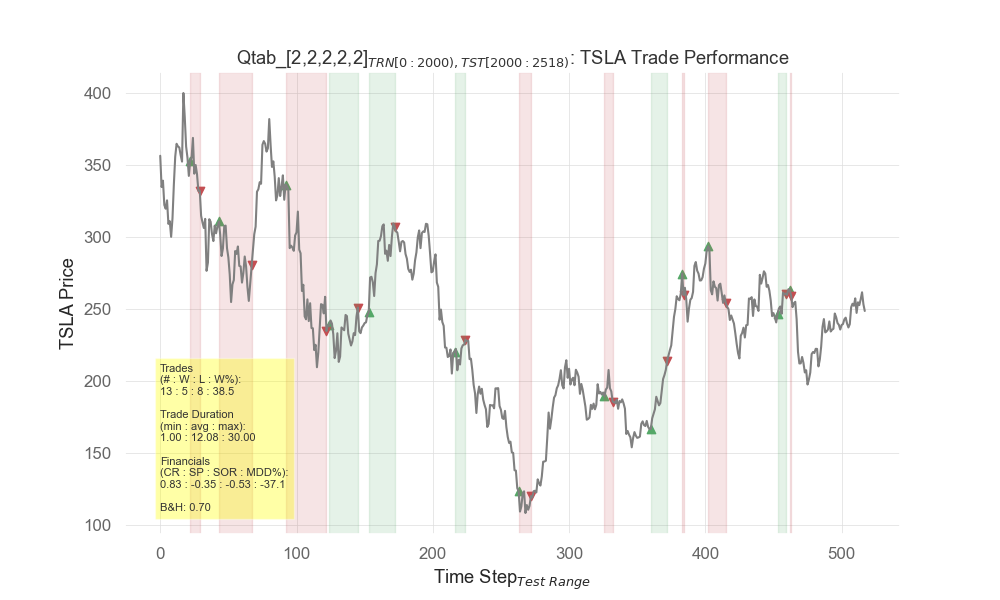 Qtab_[2,2,2,2,2]TRN[0 : 2000), TST[2000 : 2518): TSLA Trade Performance
400
350
300
250
200
150
100
TSLA Price
Trades
(# : W : L : W%):
13 : 5 : 8 : 38.5
Trade Duration
(min : avg : max):
1.00 : 12.08 : 30.00
Financials
(CR : SP : SOR : MDD%):
0.83 : -0.35 : -0.53 : -37.1
B&H: 0.70
0 100 200 300 400 500
Time StepTest Range